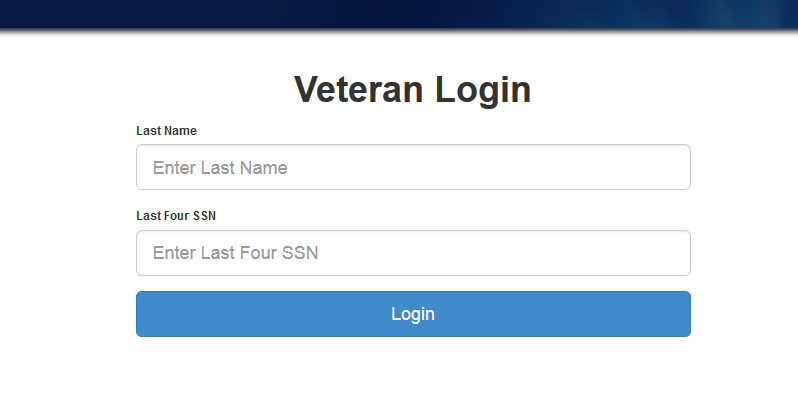 Veteran Login
Last Name
Enter Last Name
Last Four SSN
Enter Last Four SSN
Login